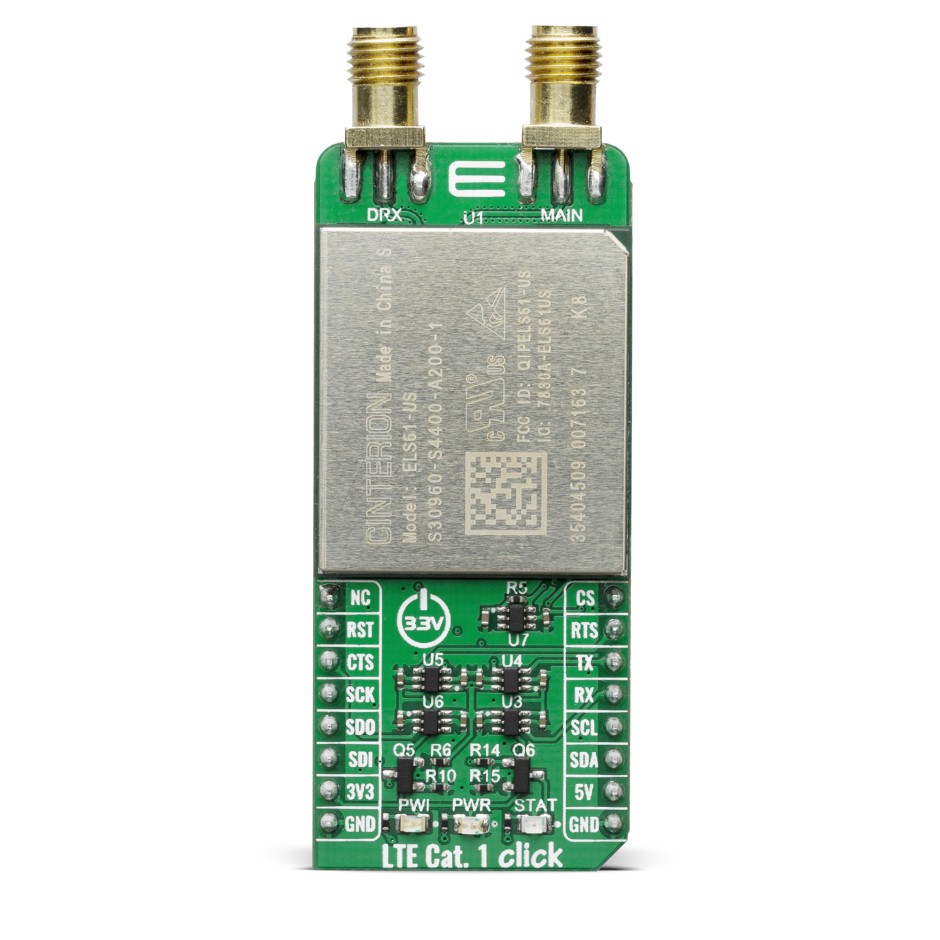 DRX
U1
MAIN
CINTERION Made in China S
Model: ELS61-US
S30960-S4400-A200-1
c RU® US
FCC ID: QIPELS61-US
IC: 7830A-ELS61US
35404509 007163 7 K8
NC
RST
CTS
SCK
SDO
SDI
3V3
GND
3.3V
R5
U7
U5
U4
U6
U3
Q5
R6
R14
Q6
R10
R15
PWI
PWR
STAT
CS
RTS
TX
RX
SCL
SDA
5V
GND
LTE Cat. 1 click